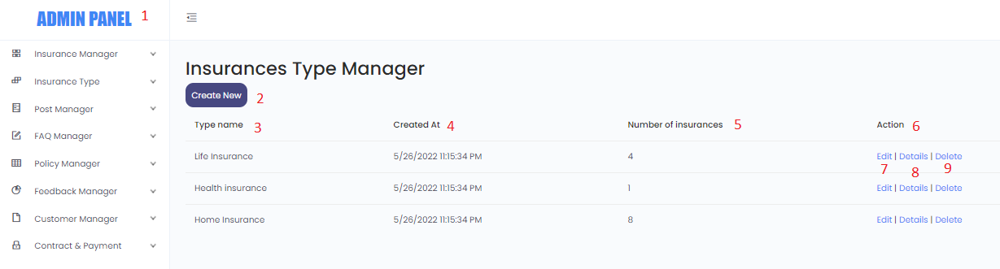 ADMIN PANEL 1
Insurance Manager
Insurance Type
Post Manager
FAQ Manager
Policy Manager
Feedback Manager
Customer Manager
Contract & Payment
Insurances Type Manager
Create New 2
Type name 3 Created At 4 Number of insurances 5 Action 6
Life Insurance 5/26/2022 11:15:34 PM 4 Edit | Details | Delete
7 8 9
Health insurance 5/26/2022 11:15:34 PM 1 Edit | Details | Delete
Home Insurance 5/26/2022 11:15:34 PM 8 Edit | Details | Delete